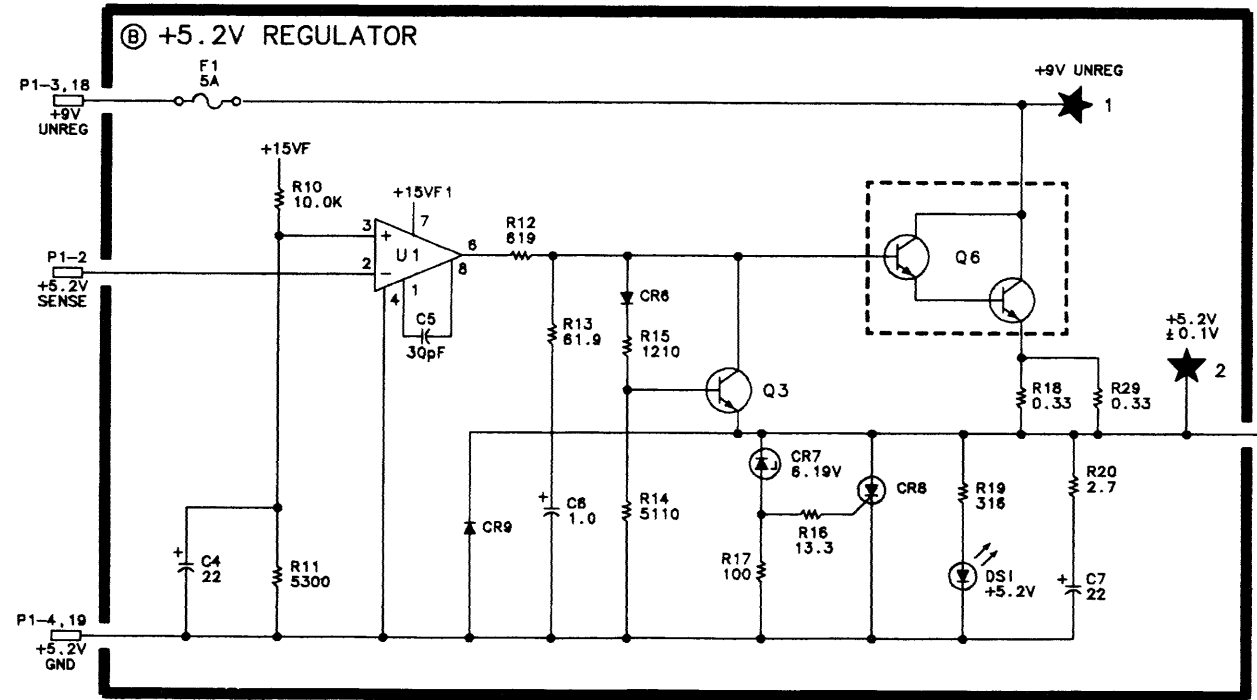 B +5.2V REGULATOR
F1
5A
P1-3,18
+9V
UNREG
+9V UNREG
1
+15VF
R10
10.0K
+15VF1
7
3
+
U1
6
8
2
-
4
1
P1-2
+5.2V
SENSE
C5
30pF
R12
619
CR6
R13
61.9
R15
1210
Q6
Q3
+5.2V
±0.1V
2
R18
0.33
R29
0.33
CR7
6.19V
CR8
R19
316
R20
2.7
CR9
+
C6
1.0
R14
5110
R16
13.3
+
C4
22
R11
5300
R17
100
DS1
+5.2V
+
C7
22
P1-4,19
+5.2V
GND